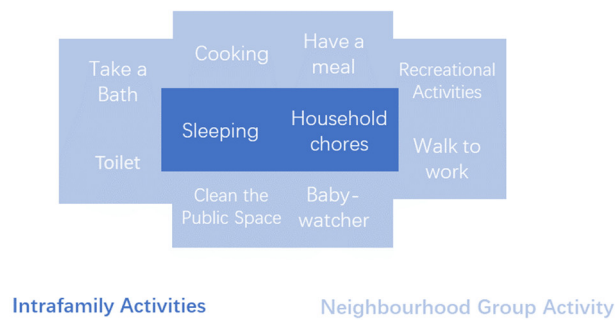 Cooking
Have a
meal
Take a
Bath
Recreational
Activities
Sleeping
Household
chores
Toilet
Walk to
work
Clean the
Public Space
Baby-
watcher
Intrafamily Activities
Neighbourhood Group Activity